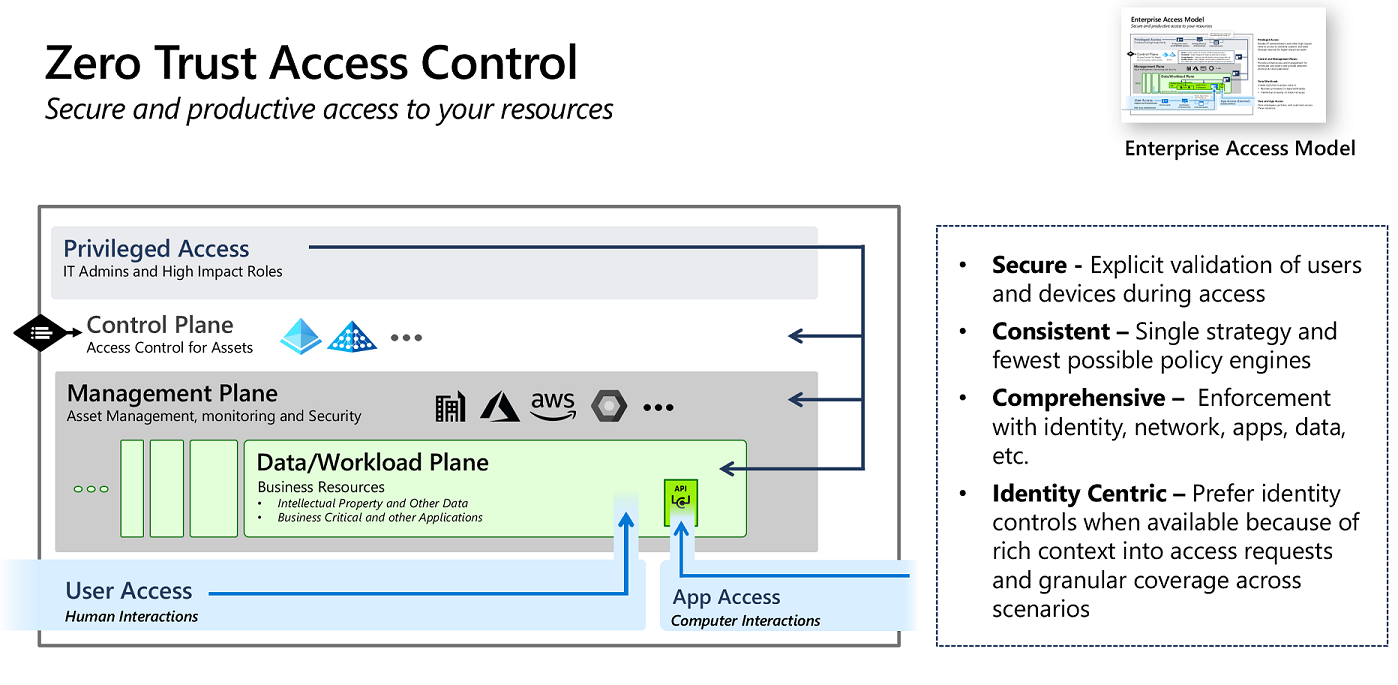 Zero Trust Access Control
Secure and productive access to your resources
Enterprise Access Model
Secure and productive access to your resources
Enterprise Access Model
Privileged Access
IT Admins and High Impact Roles
Control Plane
Access Control for Assets
Management Plane
Asset Management, monitoring and Security
aws
Data/Workload Plane
Business Resources
• Intellectual Property and Other Data
• Business Critical and other Applications
API
User Access
Human Interactions
App Access
Computer Interactions
• Secure - Explicit validation of users
and devices during access
• Consistent – Single strategy and
fewest possible policy engines
• Comprehensive – Enforcement
with identity, network, apps, data,
etc.
• Identity Centric – Prefer identity
controls when available because of
rich context into access requests
and granular coverage across
scenarios